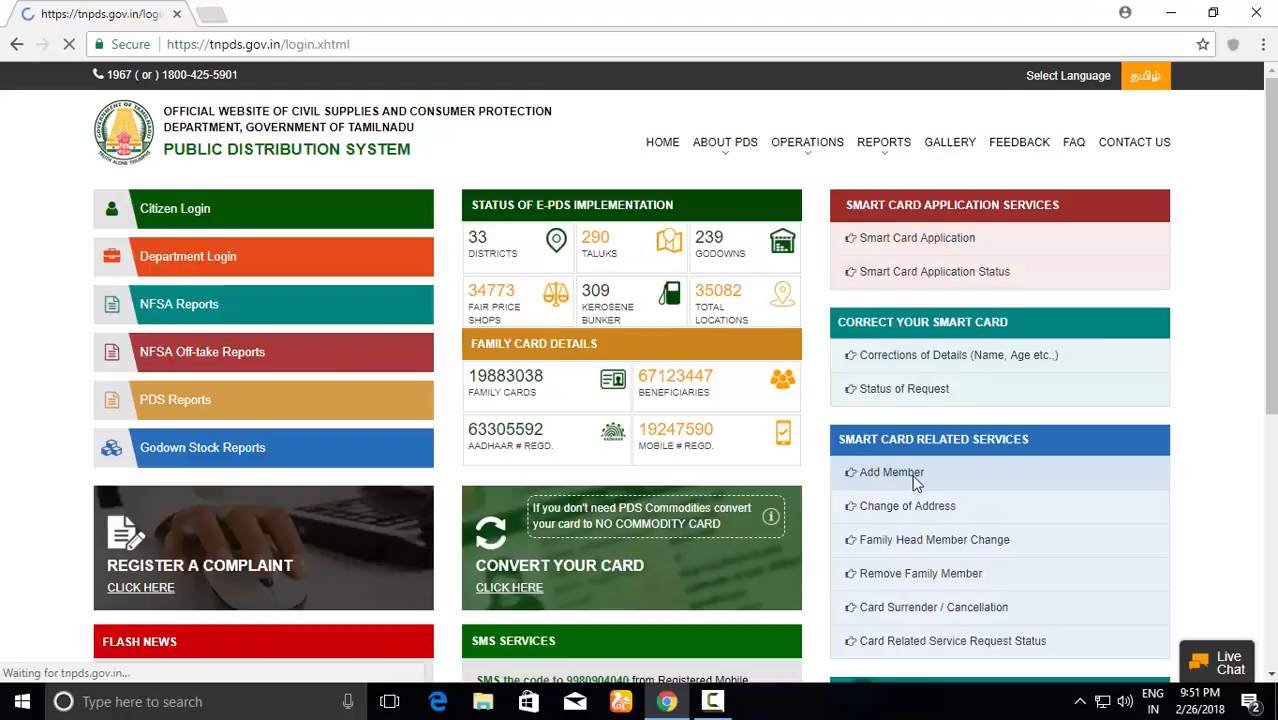 https://tnpds.gov.in/logi
Secure
https://tnpds.gov.in/login.xhtml
1967 ( or ) 1800-425-5901
Select Language
தமிழ்
OFFICIAL WEBSITE OF CIVIL SUPPLIES AND CONSUMER PROTECTION
DEPARTMENT, GOVERNMENT OF TAMILNADU
PUBLIC DISTRIBUTION SYSTEM
HOME
ABOUT PDS
OPERATIONS
REPORTS
GALLERY
FEEDBACK
FAQ
CONTACT US
Citizen Login
Department Login
NFSA Reports
NFSA Off-take Reports
PDS Reports
Godown Stock Reports
STATUS OF E-PDS IMPLEMENTATION
33
DISTRICTS
290
TALUKS
239
GODOWNS
34773
FAIR PRICE
SHOPS
309
KEROSENE
BUNKER
35082
TOTAL
LOCATIONS
FAMILY CARD DETAILS
19883038
FAMILY CARDS
67123447
BENEFICIARIES
63305592
AADHAAR # REGD.
19247590
MOBILE # REGD.
SMART CARD APPLICATION SERVICES
Smart Card Application
Smart Card Application Status
CORRECT YOUR SMART CARD
Corrections of Details (Name, Age etc.,)
Status of Request
SMART CARD RELATED SERVICES
Add Member
Change of Address
Family Head Member Change
Remove Family Member
Card Surrender / Cancellation
Card Related Service Request Status
REGISTER A COMPLAINT
CLICK HERE
If you don't need PDS Commodities convert
your card to NO COMMODITY CARD
CONVERT YOUR CARD
CLICK HERE
FLASH NEWS
SMS SERVICES
SMS the code to 9980904040 from Registered Mobile
Live
Chat
Waiting for tnpds.gov.in...
Type here to search
ENG
IN
9:51 PM
2/26/2018
2